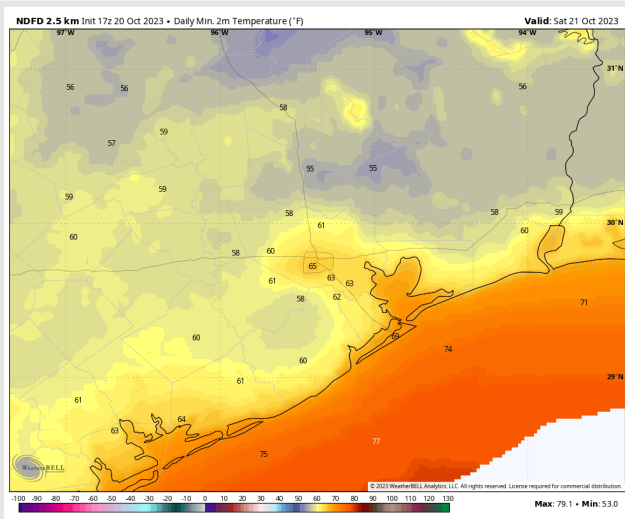 NDFD 2.5 km Init 17z 20 Oct 2023 • Daily Min. 2m Temperature (°F)
Valid: Sat 21 Oct 2023
97°W 96°W 95°W 94°W
31°N
56 56 56
58
59
57
55 55
59 59
58 58 59
61
60 60
30°N
58 60
65
61 63 63
58 62
71
69
60 74
60
29°N
61
61
64
63
77
75
WeatherBELL
© 2023 WeatherBELL Analytics, LLC. All rights reserved. License required for commercial distribution.
-100 -90 -80 -70 -60 -50 -40 -30 -20 -10 0 10 20 30 40 50 60 70 80 90 100 110 120 130
Max: 79.1 • Min: 53.0